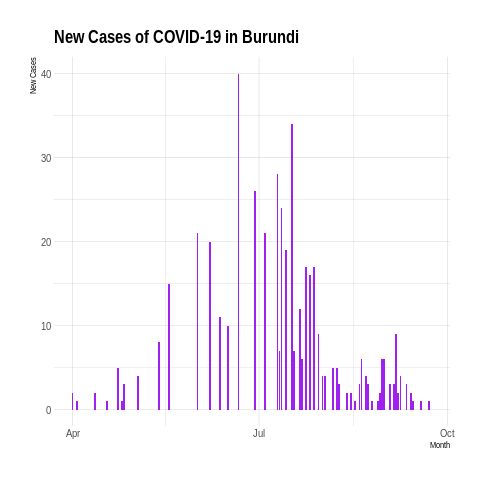 New Cases of COVID-19 in Burundi
New Cases
40
30
20
10
0
Apr
Jul
Oct
Month